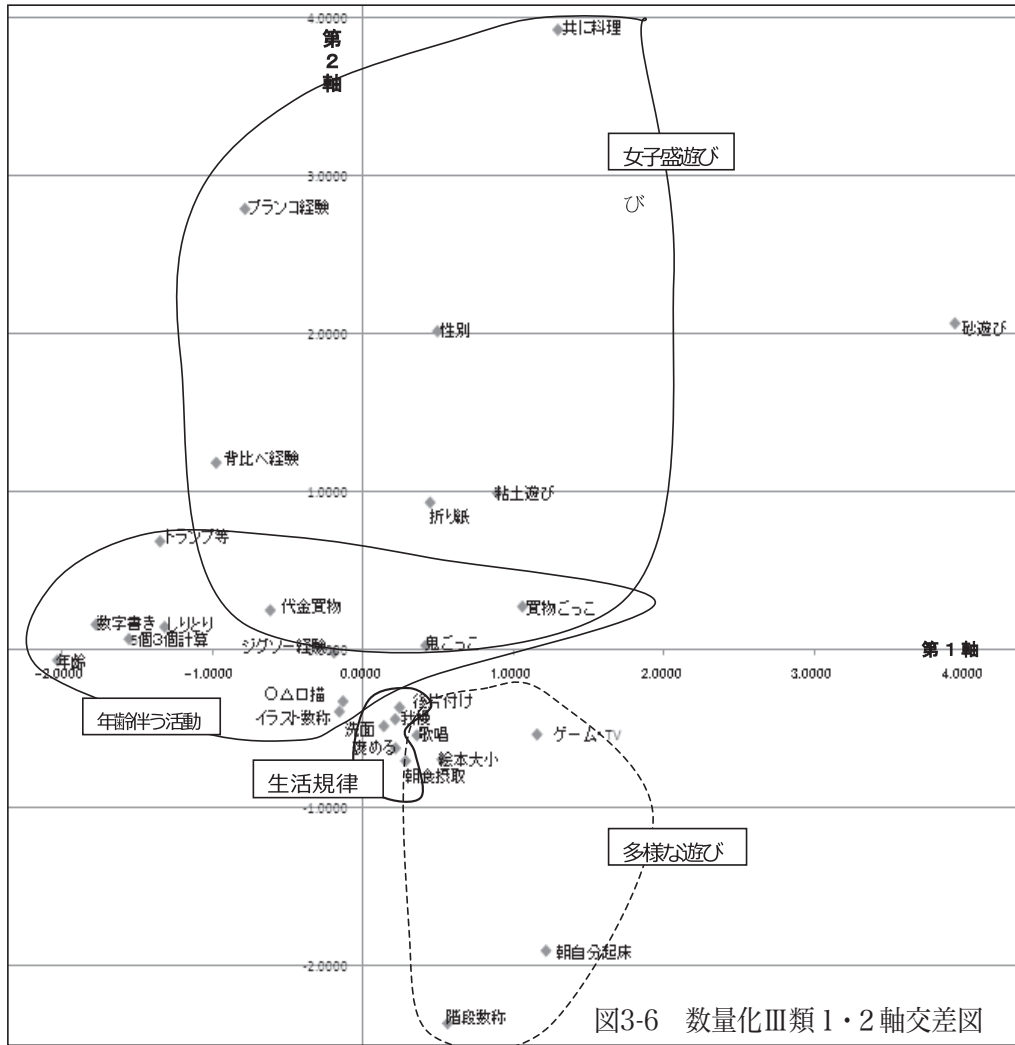 4.0000
第2軸
共に料理
女子盛遊び
び
3.0000
ブランコ経験
性別
2.0000
砂遊び
背比べ経験
粘土遊び
1.0000
折り紙
トランプ等
代金買物
買物ごっこ
数字書き
しりとり
5個3個計算
ジグソー経験
鬼ごっこ
第1軸
年齢
-2.0000
-1.0000
0.0000
1.0000
2.0000
3.0000
4.0000
○△□描
後片付け
イラスト数称
年齢伴う活動
我慢
洗面
歌唱
ゲーム・TV
褒める
絵本大小
朝食摂取
生活規律
-1.0000
多様な遊び
朝自分起床
-2.0000
階段数称
図3-6 数量化Ⅲ類1・2軸交差図